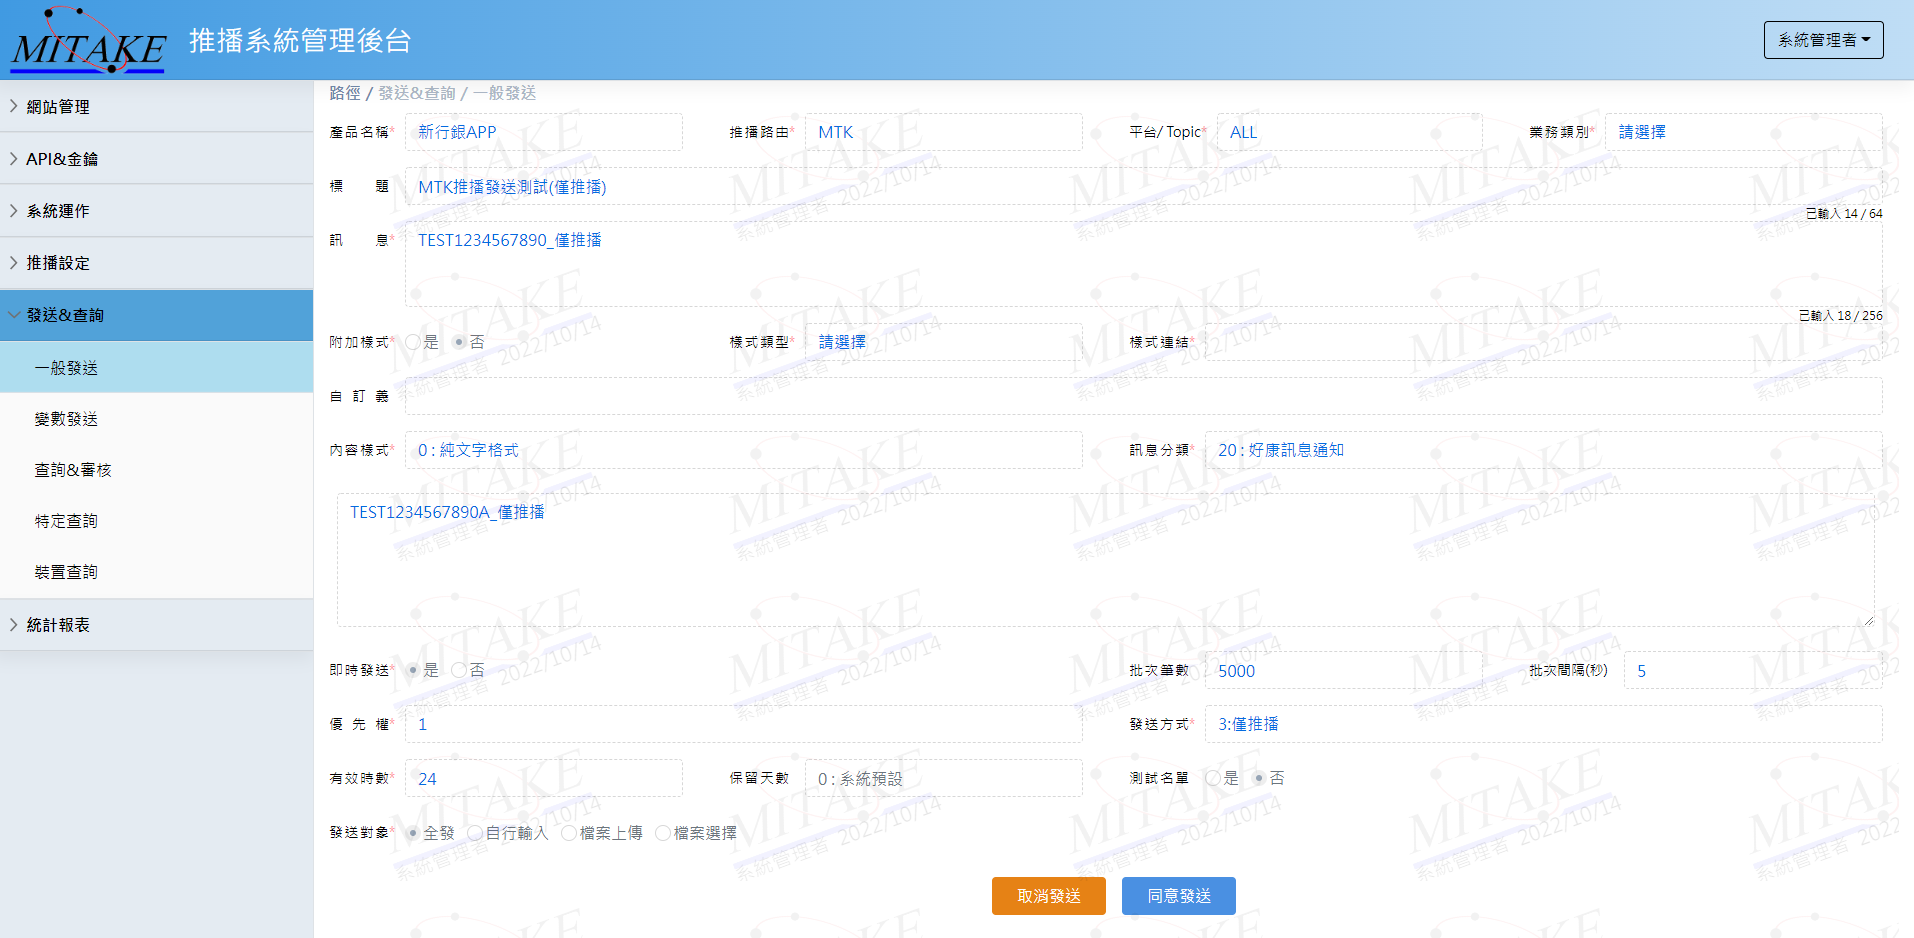 MITAKE 推播系統管理後台 系統管理者
網站管理
API&金鑰
系統運作
推播設定
發送&查詢
一般發送
變數發送
查詢&審核
特定查詢
裝置查詢
統計報表
路徑 / 發送&查詢 / 一般發送
產品名稱* 新行銀APP 推播路由* MTK 平台/ Topic* ALL 業務類別* 請選擇
標題 MTK推播發送測試(僅推播)
已輸入 14 / 64
訊息* TEST1234567890_僅推播
已輸入 18 / 256
附加樣式* 是 否 樣式類型* 請選擇 樣式連結*
自訂義
內容樣式* 0 : 純文字格式 訊息分類* 20 : 好康訊息通知
TEST1234567890A_僅推播
即時發送* 是 否 批次筆數 5000 批次間隔(秒) 5
優先權* 1 發送方式* 3:僅推播
有效時數* 24 保留天數 0 : 系統預設 測試名單 是 否
發送對象* 全發 自行輸入 檔案上傳 檔案選擇
取消發送 同意發送
MITAKE
系統管理者 2022/10/14